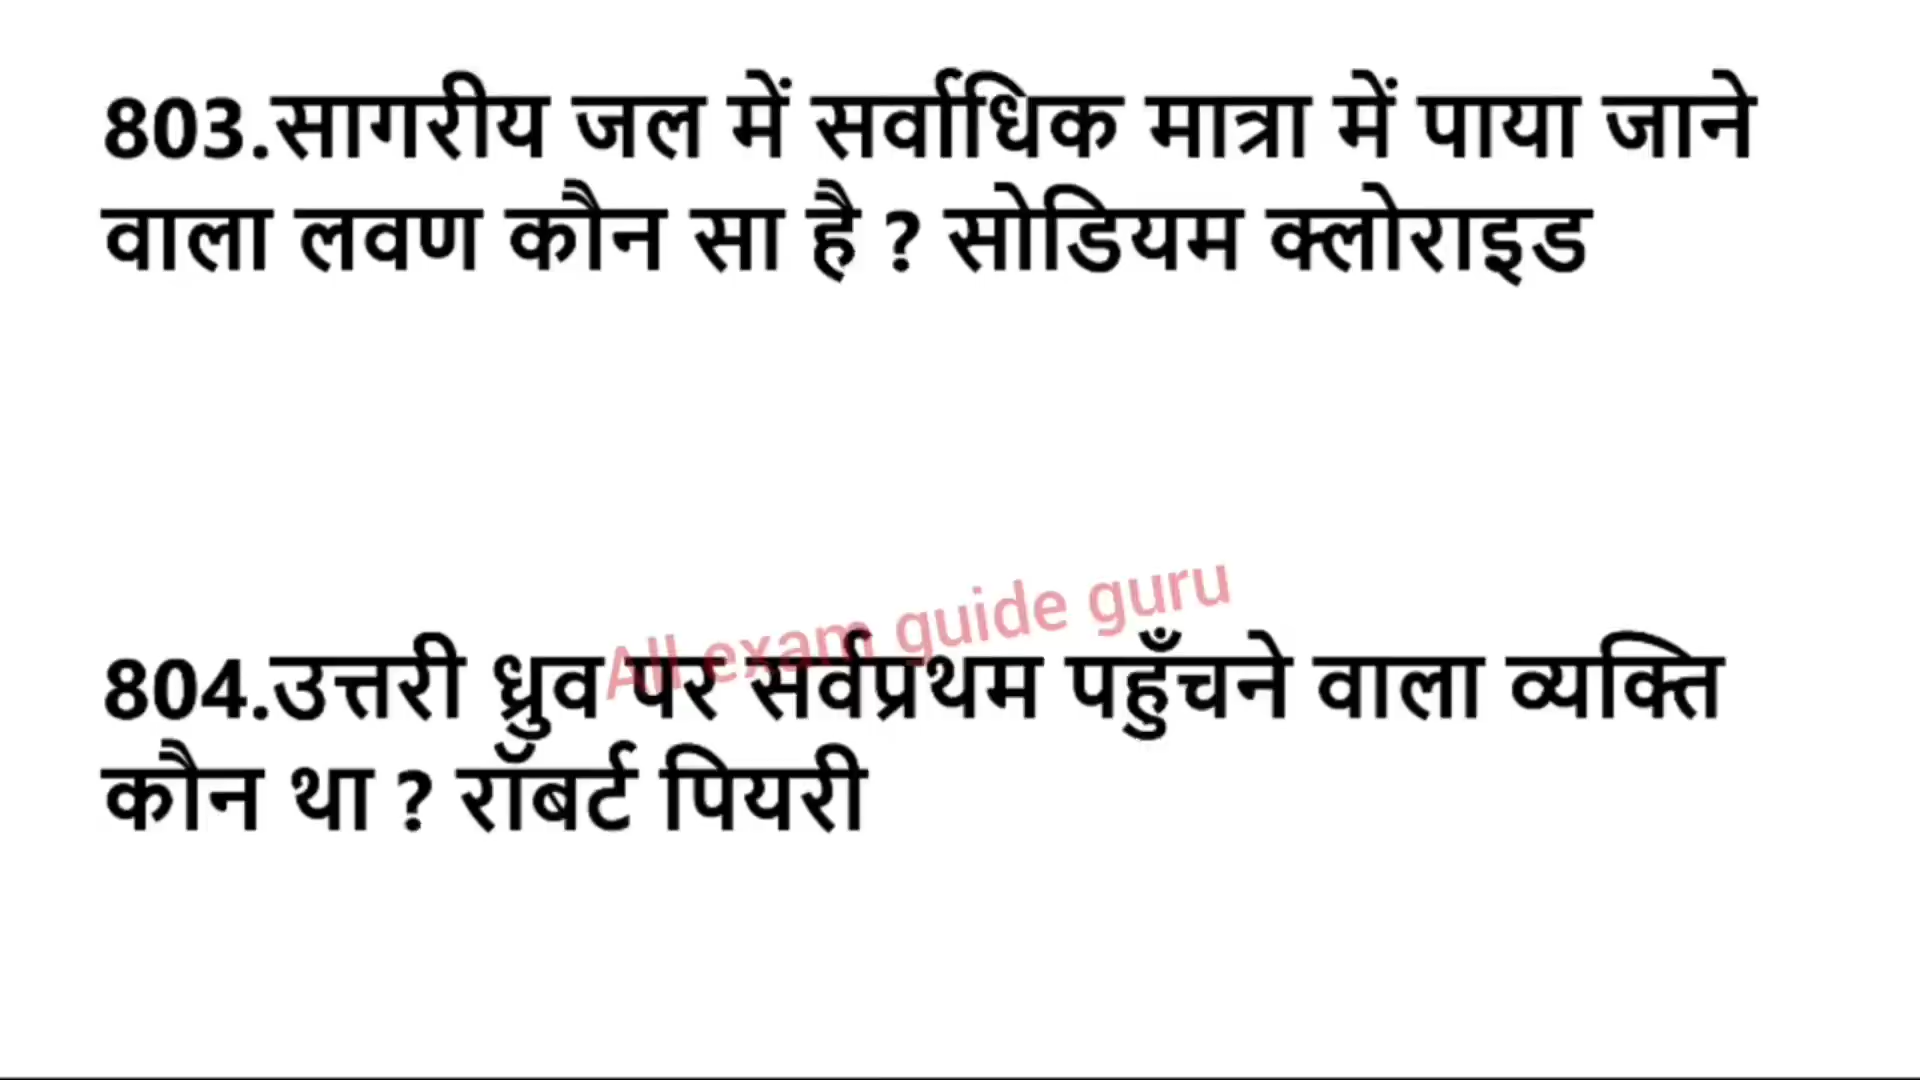 803.सागरीय जल में सर्वाधिक मात्रा में पाया जाने
वाला लवण कौन सा है ? सोडियम क्लोराइड
All exam guide guru
804.उत्तरी ध्रुव पर सर्वप्रथम पहुँचने वाला व्यक्ति
कौन था ? रॉबर्ट पियरी